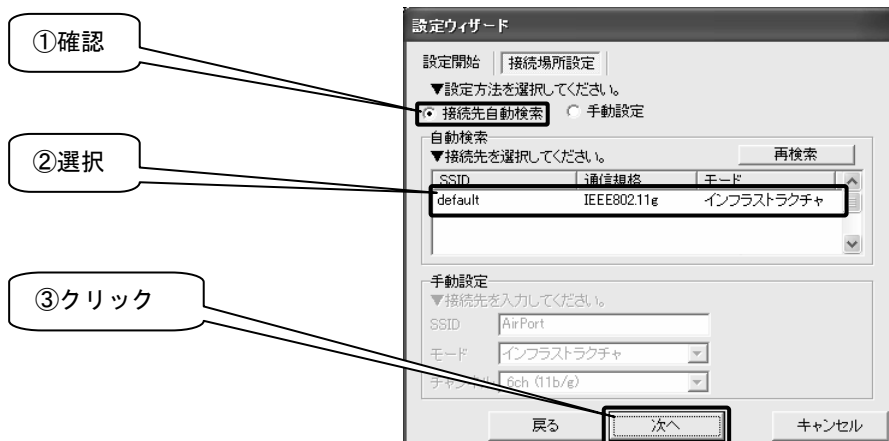 ①確認
②選択
③クリック
設定ウィザード
設定開始 接続場所設定
▼設定方法を選択してください。
接続先自動検索 手動設定
自動検索
▼接続先を選択してください。 再検索
SSID 通信規格 モード
default IEEE802.11g インフラストラクチャ
手動設定
▼接続先を入力してください。
SSID AirPort
モード インフラストラクチャ
チャンネル 6ch (11b/g)
戻る 次へ キャンセル